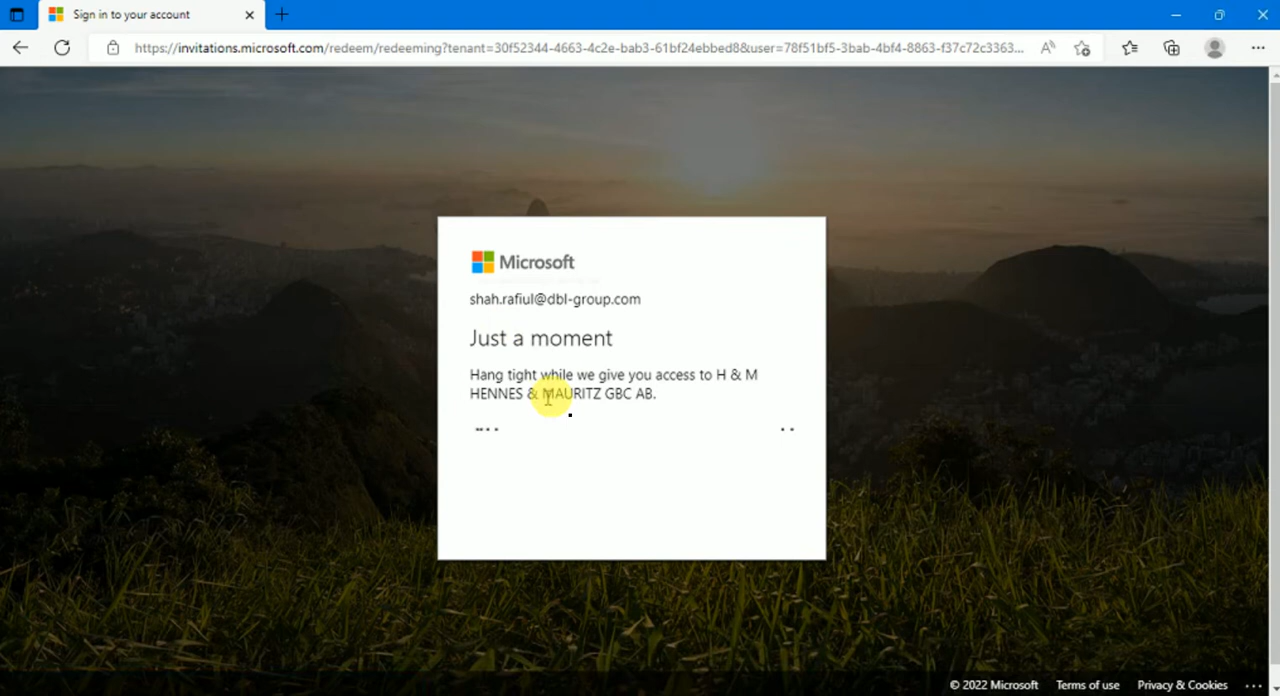 Sign in to your account
https://invitations.microsoft.com/redeem/redeeming?tenant=30f52344-4663-4c2e-bab3-61bf24ebbed8&user=78f51bf5-3bab-4bf4-8863-f37c72c3363...
Microsoft
shah.rafiul@dbl-group.com
Just a moment
Hang tight while we give you access to H & M
HENNES & MAURITZ GBC AB.
© 2022 Microsoft Terms of use Privacy & Cookies ...